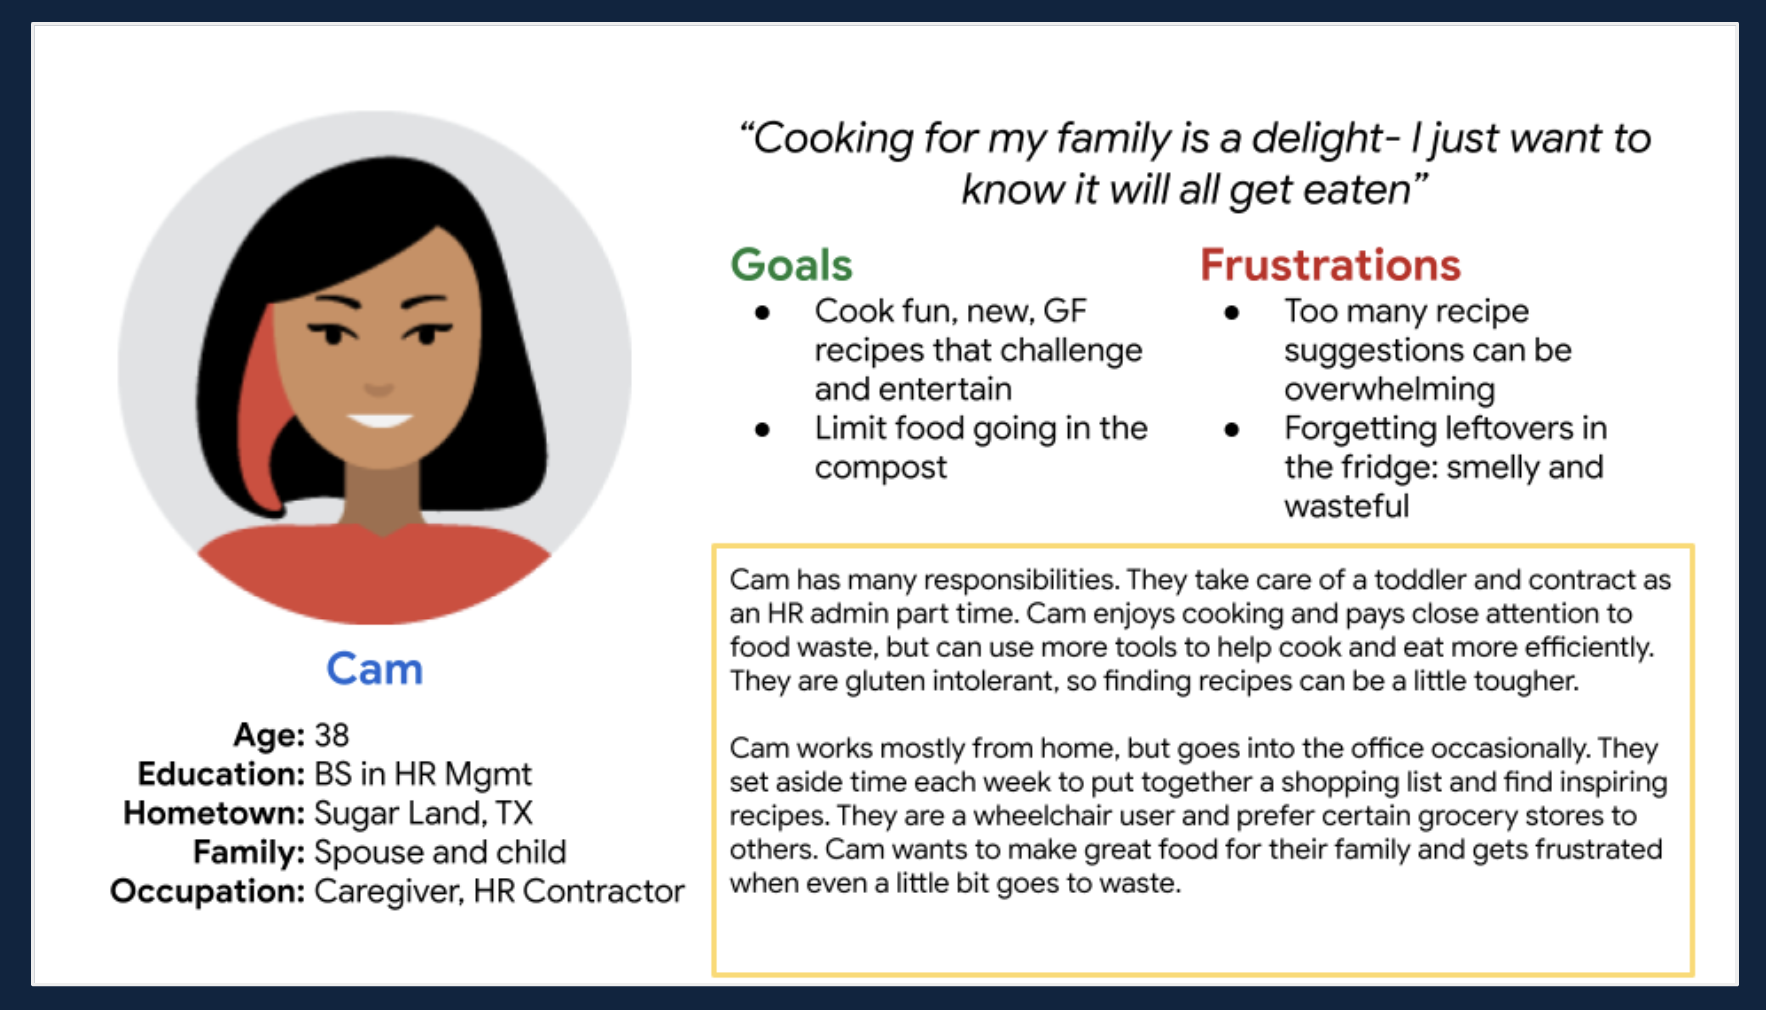 “Cooking for my family is a delight- I just want to
know it will all get eaten”
Goals
● Cook fun, new, GF
recipes that challenge
and entertain
● Limit food going in the
compost
Frustrations
● Too many recipe
suggestions can be
overwhelming
● Forgetting leftovers in
the fridge: smelly and
wasteful
Cam
Age: 38
Education: BS in HR Mgmt
Hometown: Sugar Land, TX
Family: Spouse and child
Occupation: Caregiver, HR Contractor
Cam has many responsibilities. They take care of a toddler and contract as
an HR admin part time. Cam enjoys cooking and pays close attention to
food waste, but can use more tools to help cook and eat more efficiently.
They are gluten intolerant, so finding recipes can be a little tougher.
Cam works mostly from home, but goes into the office occasionally. They
set aside time each week to put together a shopping list and find inspiring
recipes. They are a wheelchair user and prefer certain grocery stores to
others. Cam wants to make great food for their family and gets frustrated
when even a little bit goes to waste.